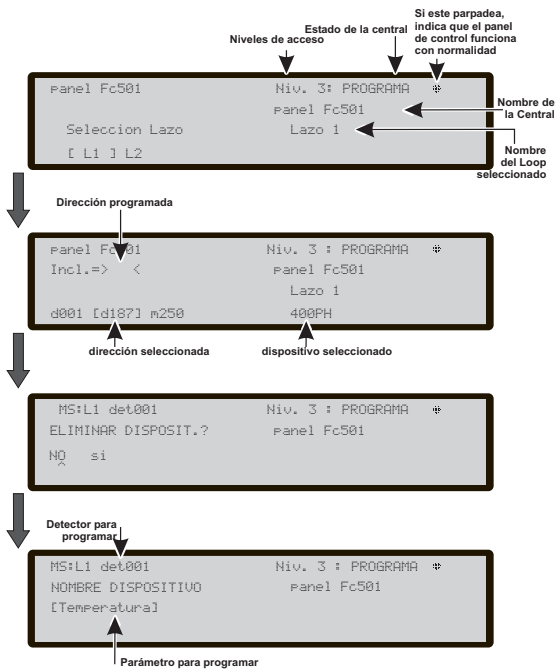 Si este parpadea,
indica que el panel
de control funciona
con normalidad
Estado de la central
Niveles de acceso
panel Fc501 Niv. 3: PROGRAMA
panel Fc501
Seleccion Lazo Lazo 1
[ L1 ] L2
Nombre de
la Central
Nombre
del Loop
seleccionado
Dirección programada
panel Fc501 Niv. 3 : PROGRAMA
Incl.=> < panel Fc501
Lazo 1
d001 [d187] m250 400PH
dirección seleccionada dispositivo seleccionado
MS:L1 det001 Niv. 3 : PROGRAMA
ELIMINAR DISPOSIT.? panel Fc501
NO si
Detector para
programar
MS:L1 det001 Niv. 3 : PROGRAMA
NOMBRE DISPOSITIVO panel Fc501
[Temperatura]
Parámetro para programar